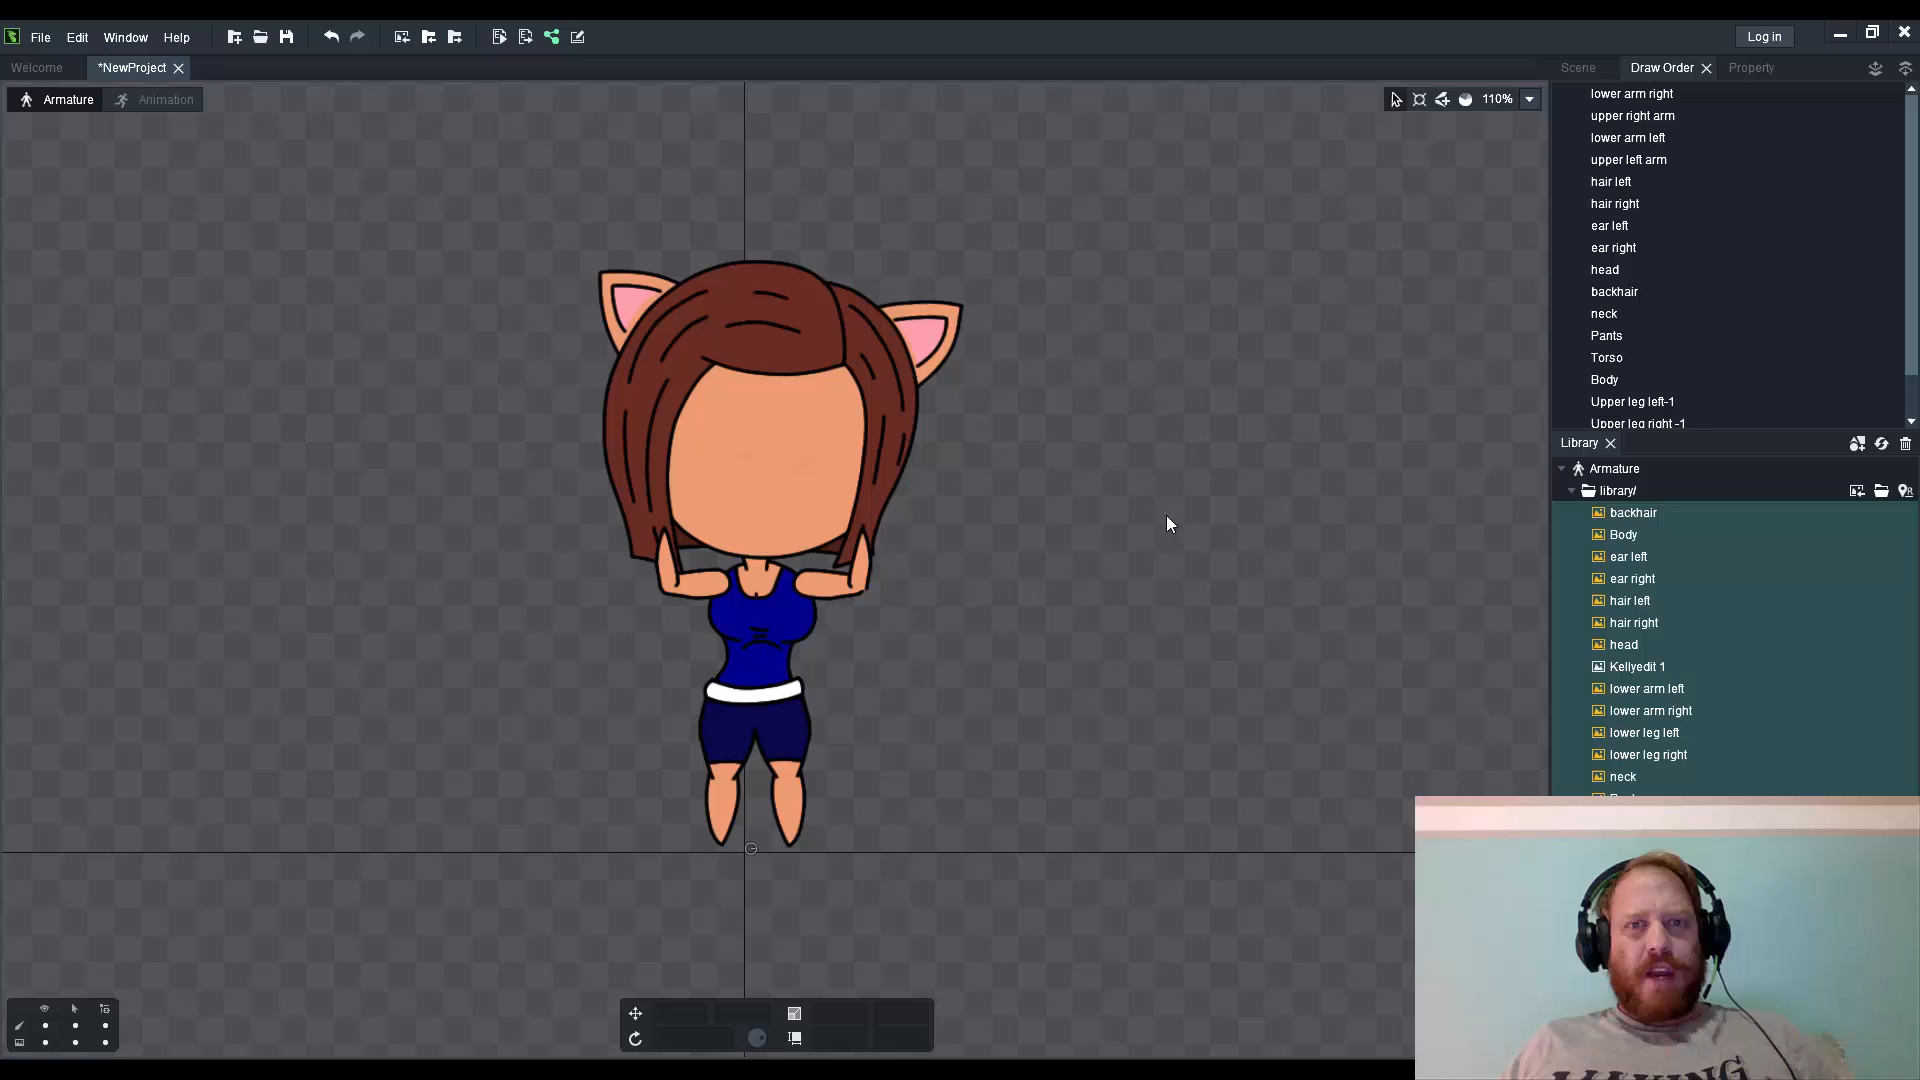 File Edit Window Help
Log in
Welcome *NewProject
Scene Draw Order Property
Armature Animation
110%
lower arm right
upper right arm
lower arm left
upper left arm
hair left
hair right
ear left
ear right
head
backhair
neck
Pants
Torso
Body
Upper leg left-1
Upper leg right -1
Library
Armature
library/
backhair
Body
ear left
ear right
hair left
hair right
head
Kellyedit 1
lower arm left
lower arm right
lower leg left
lower leg right
neck